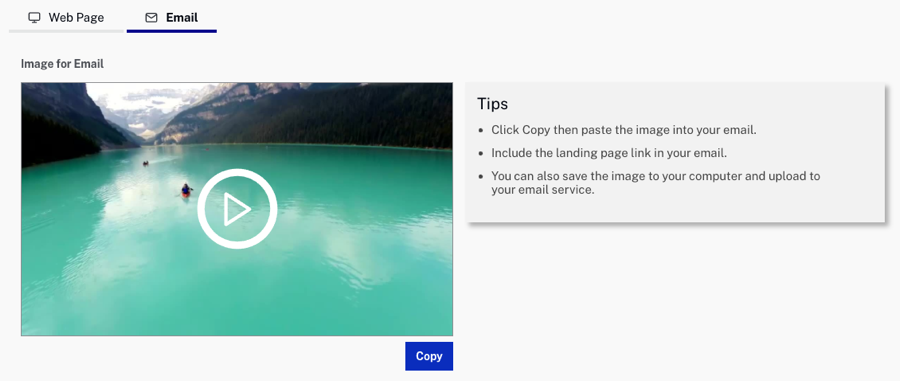 Web Page
Email
Image for Email
Tips
Click Copy then paste the image into your email.
Include the landing page link in your email.
You can also save the image to your computer and upload to
your email service.
Copy